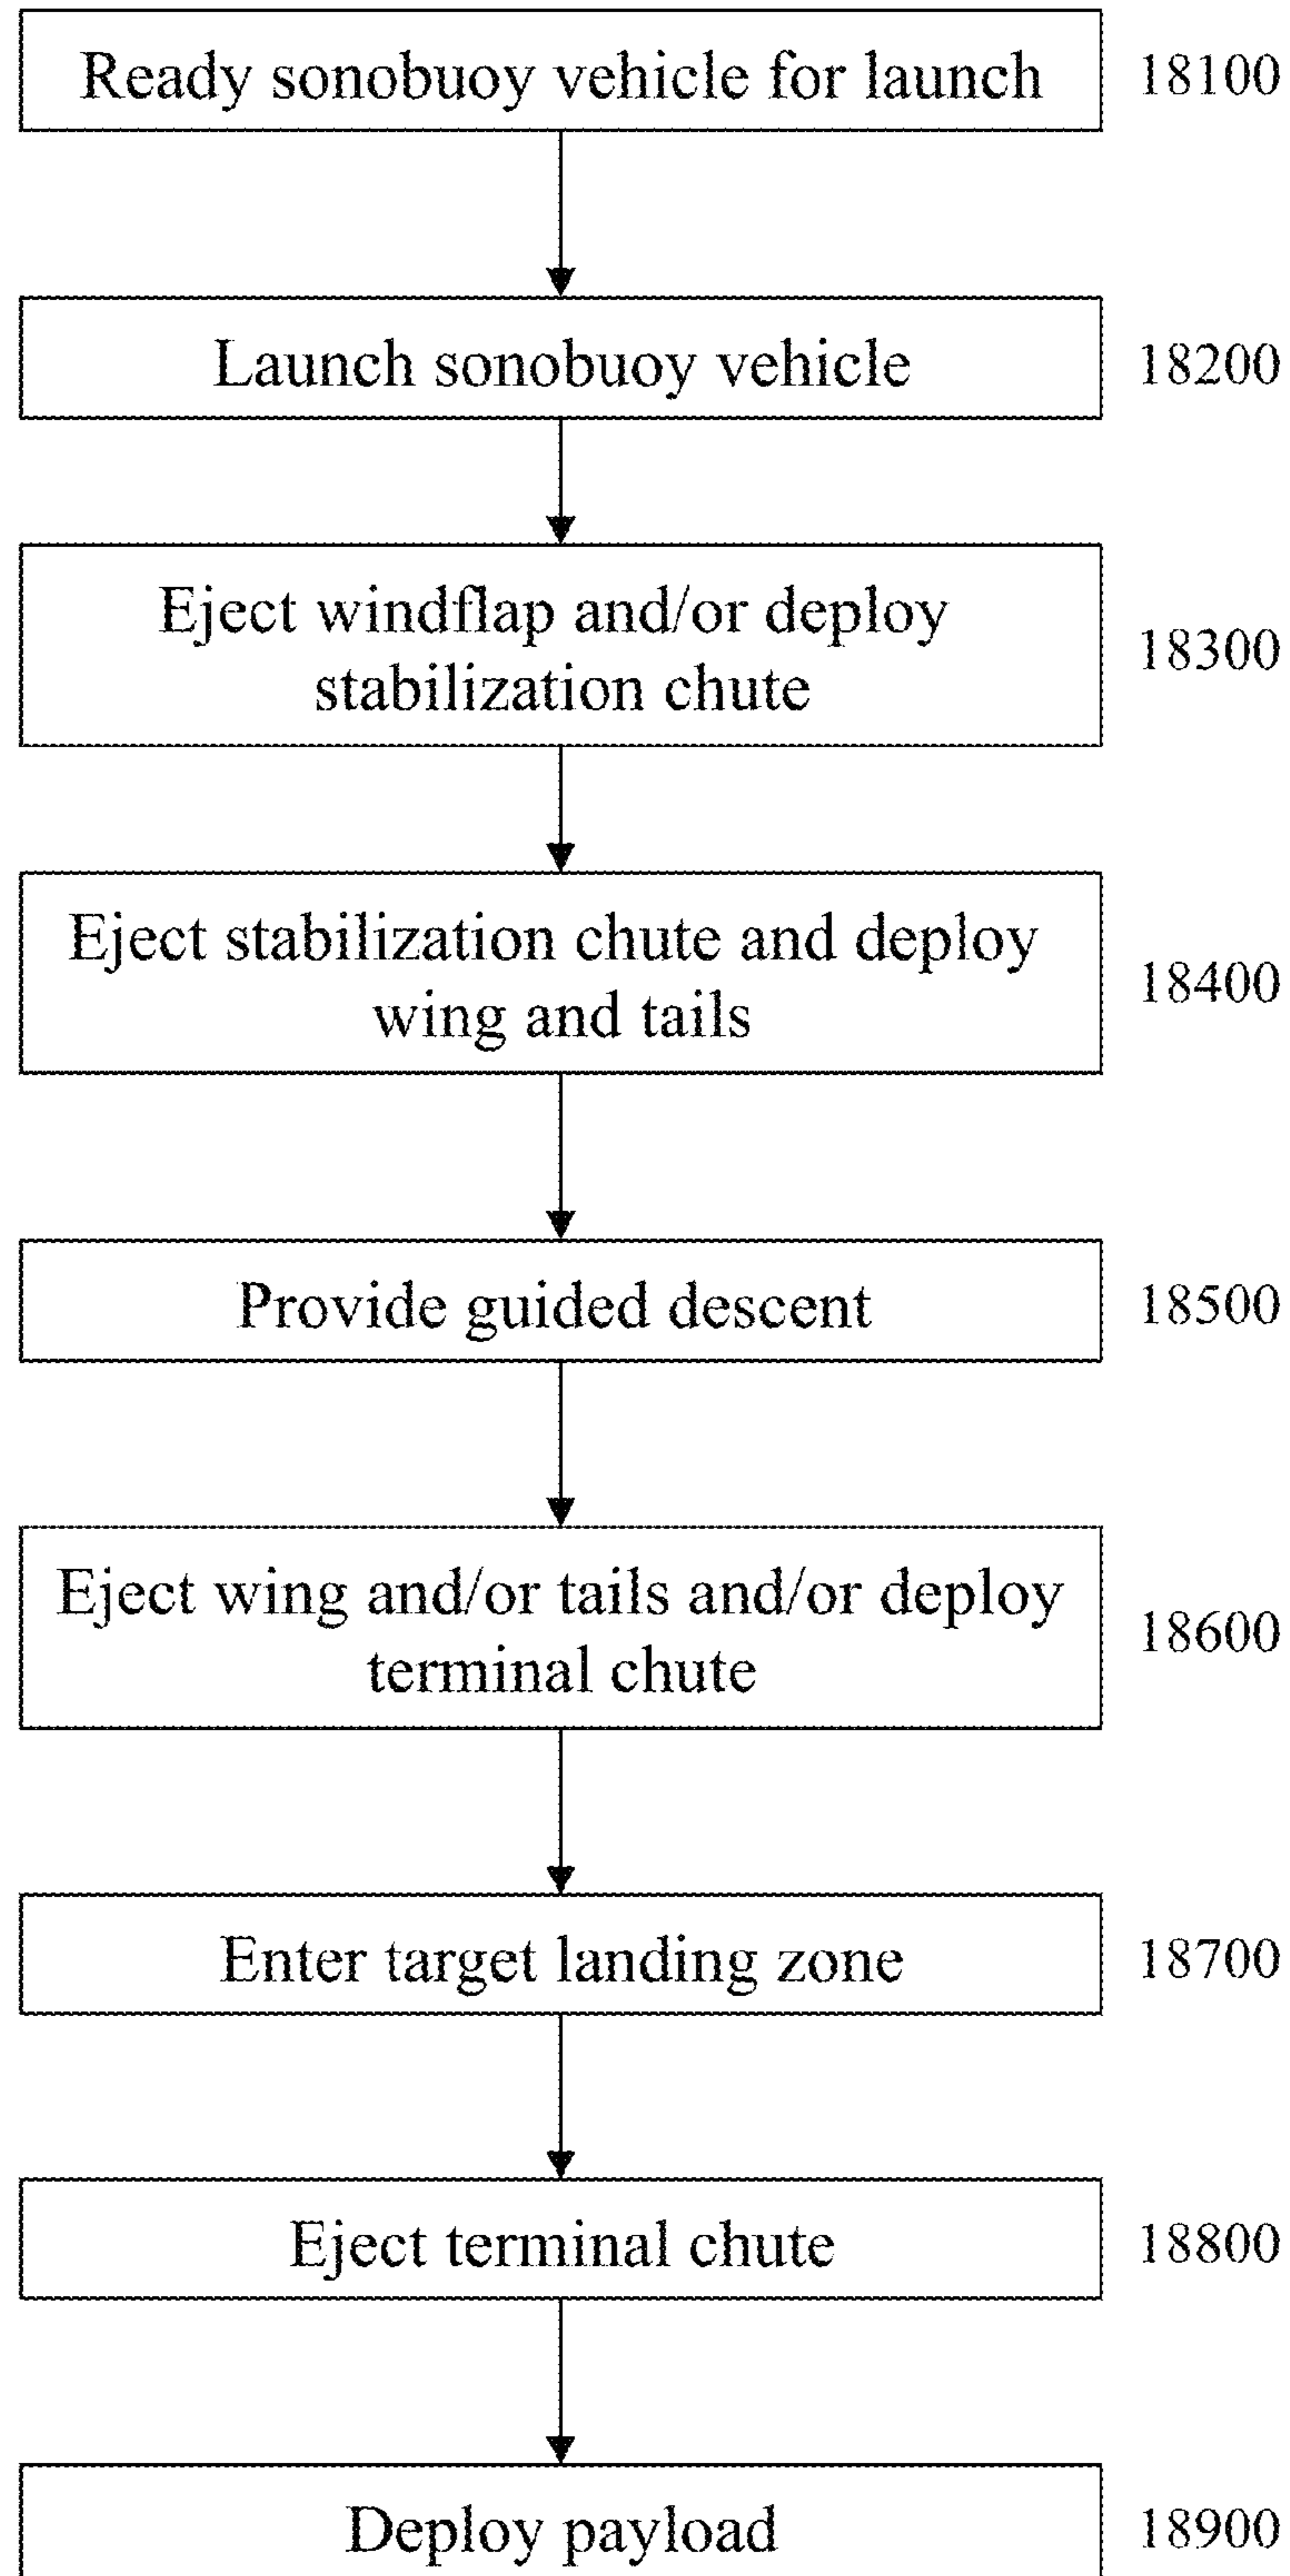 Ready sonobuoy vehicle for launch 18100
Launch sonobuoy vehicle 18200
Eject windflap and/or deploy
stabilization chute
18300
Eject stabilization chute and deploy
wing and tails
18400
Provide guided descent 18500
Eject wing and/or tails and/or deploy
terminal chute
18600
Enter target landing zone 18700
Eject terminal chute 18800
Deploy payload 18900